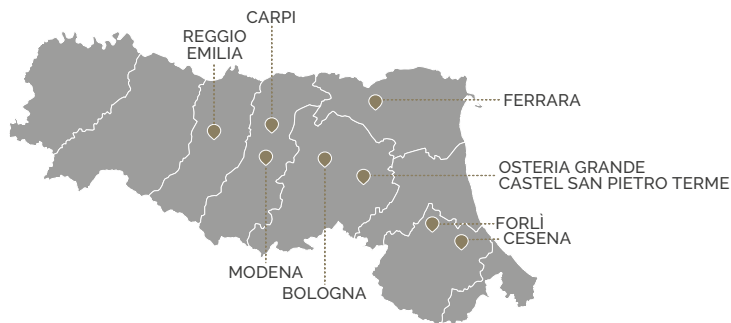 CARPI
REGGIO
EMILIA
FERRARA
OSTERIA GRANDE
CASTEL SAN PIETRO TERME
FORLÌ
CESENA
MODENA
BOLOGNA